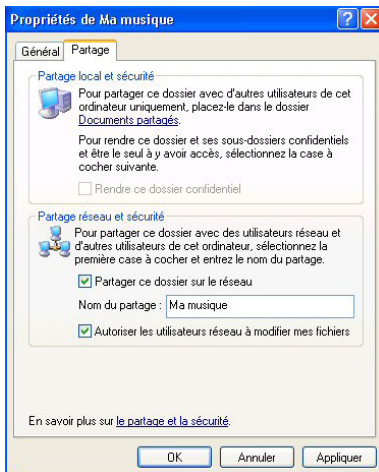 Propriétés de Ma musique
Général Partage
Partage local et sécurité
Pour partager ce dossier avec d'autres utilisateurs de cet
ordinateur uniquement, placez-le dans le dossier
Documents partagés.
Pour rendre ce dossier et ses sous-dossiers confidentiels
et être le seul à y avoir accès, sélectionnez la case à
cocher suivante.
Rendre ce dossier confidentiel
Partage réseau et sécurité
Pour partager ce dossier avec des utilisateurs réseau et
d'autres utilisateurs de cet ordinateur, sélectionnez la
première case à cocher et entrez le nom du partage.
Partager ce dossier sur le réseau
Nom du partage : Ma musique
Autoriser les utilisateurs réseau à modifier mes fichiers
En savoir plus sur le partage et la sécurité.
OK Annuler Appliquer